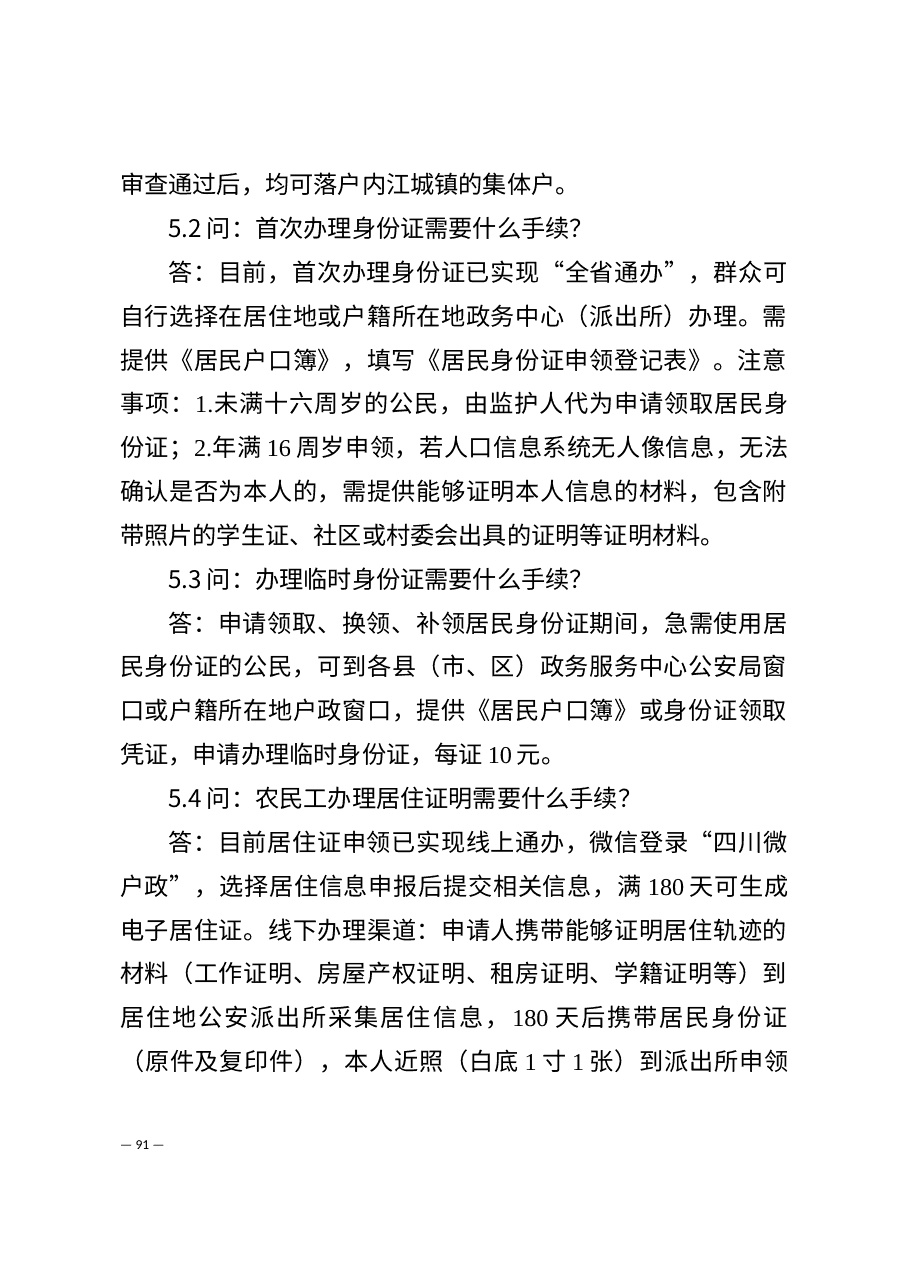 审查通过后，均可落户内江城镇的集体户。
5.2 问：首次办理身份证需要什么手续？
答：目前，首次办理身份证已实现“全省通办”，群众可
自行选择在居住地或户籍所在地政务中心（派出所）办理。需
提供《居民户口簿》，填写《居民身份证申领登记表》。注意
事项：1.未满十六周岁的公民，由监护人代为申请领取居民身
份证；2.年满 16 周岁申领，若人口信息系统无人像信息，无法
确认是否为本人的，需提供能够证明本人信息的材料，包含附
带照片的学生证、社区或村委会出具的证明等证明材料。
5.3 问：办理临时身份证需要什么手续？
答：申请领取、换领、补领居民身份证期间，急需使用居
民身份证的公民，可到各县（市、区）政务服务中心公安局窗
口或户籍所在地户政窗口，提供《居民户口簿》或身份证领取
凭证，申请办理临时身份证，每证 10 元。
5.4 问：农民工办理居住证明需要什么手续？
答：目前居住证申领已实现线上通办，微信登录“四川微
户政”，选择居住信息申报后提交相关信息，满 180 天可生成
电子居住证。线下办理渠道：申请人携带能够证明居住轨迹的
材料（工作证明、房屋产权证明、租房证明、学籍证明等）到
居住地公安派出所采集居住信息，180 天后携带居民身份证
（原件及复印件），本人近照（白底 1 寸 1 张）到派出所申领
— 91 —